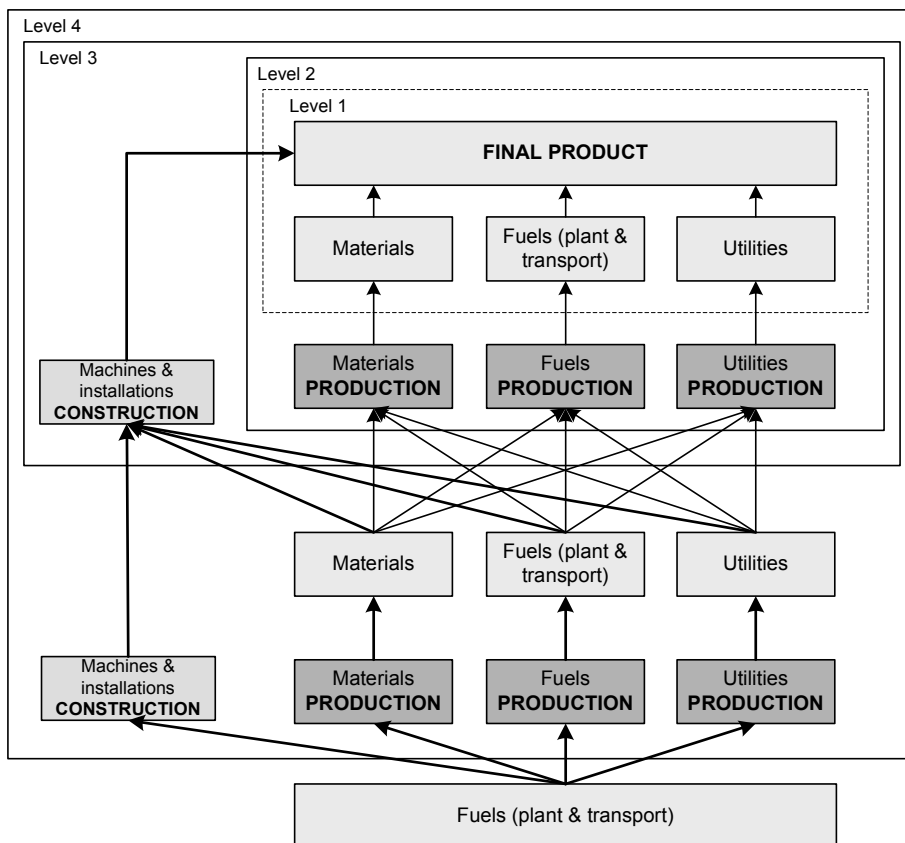 Level 4
Level 3
Level 2
Level 1
FINAL PRODUCT
Materials
Fuels (plant &
transport)
Utilities
Machines &
installations
CONSTRUCTION
Materials
PRODUCTION
Fuels
PRODUCTION
Utilities
PRODUCTION
Materials
Fuels (plant &
transport)
Utilities
Machines &
installations
CONSTRUCTION
Materials
PRODUCTION
Fuels
PRODUCTION
Utilities
PRODUCTION
Fuels (plant & transport)